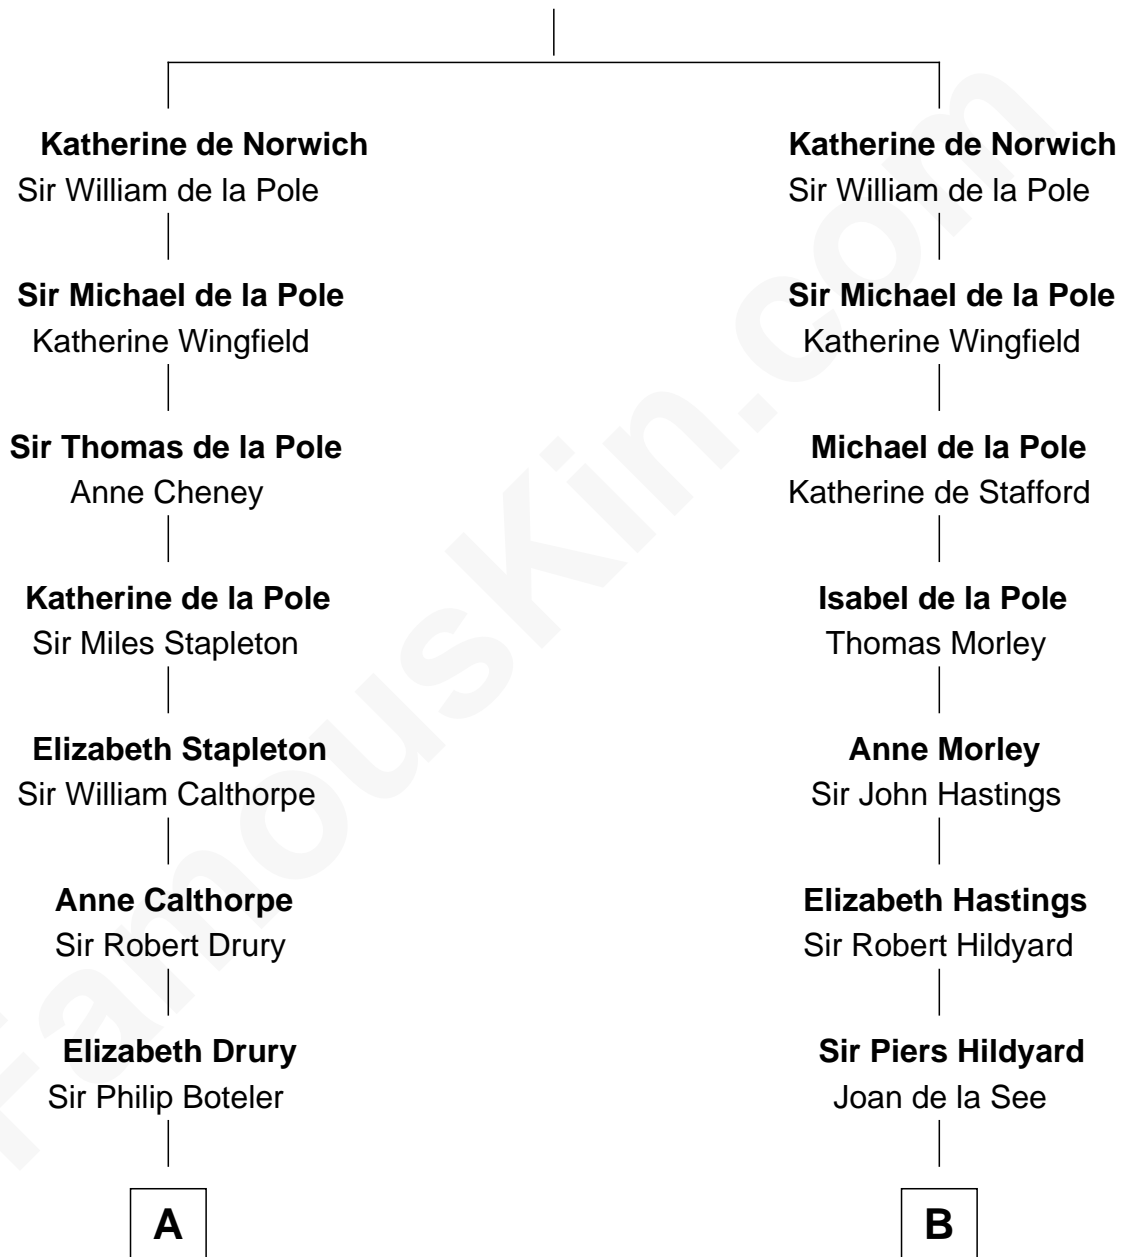 Katherine de Norwich
Sir William de la Pole
Sir Michael de la Pole
Katherine Wingfield
Sir Thomas de la Pole
Anne Cheney
Katherine de la Pole
Sir Miles Stapleton
Elizabeth Stapleton
Sir William Calthorpe
Anne Calthorpe
Sir Robert Drury
Elizabeth Drury
Sir Philip Boteler
A
Katherine de Norwich
Sir William de la Pole
Sir Michael de la Pole
Katherine Wingfield
Michael de la Pole
Katherine de Stafford
Isabel de la Pole
Thomas Morley
Anne Morley
Sir John Hastings
Elizabeth Hastings
Sir Robert Hildyard
Sir Piers Hildyard
Joan de la See
B
FamousKin.com